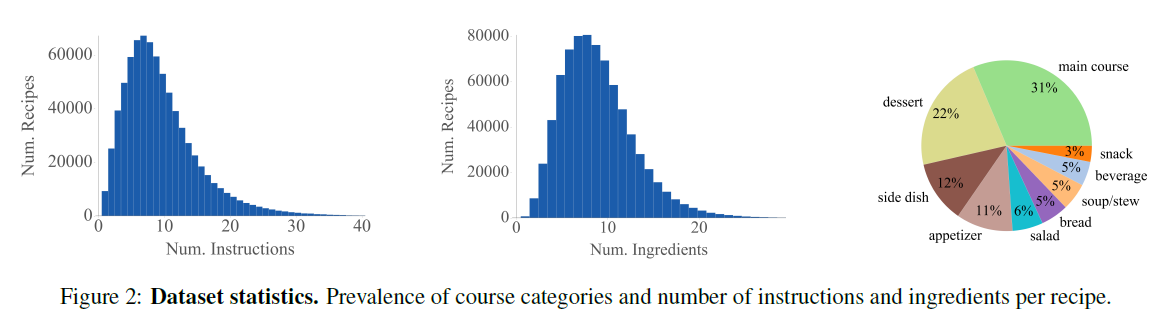 60000
40000
20000
0
0
10
20
30
40
Num. Recipes
Num. Instructions
80000
60000
40000
20000
0
0
10
20
Num. Recipes
Num. Ingredients
main course
31%
dessert
22%
side dish
12%
appetizer
11%
salad
6%
bread
5%
soup/stew
5%
beverage
5%
snack
3%
Figure 2: Dataset statistics. Prevalence of course categories and number of instructions and ingredients per recipe.